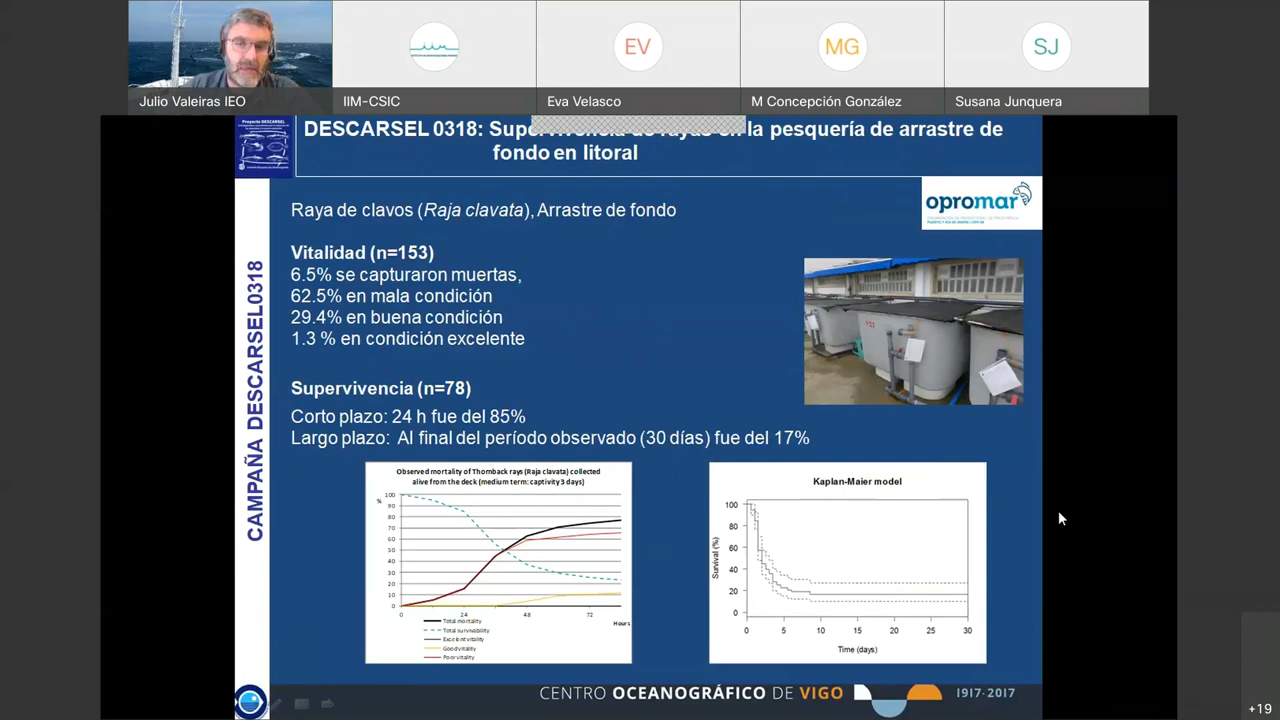 Julio Valeiras IEO
IIM-CSIC
EV
Eva Velasco
MG
M Concepción González
SJ
Susana Junquera
Proyecto DESCARSEL
DESCARSEL 0318: en la pesquería de arrastre de
fondo en litoral
opromar
CAMPAÑA DESCARSEL0318
Raya de clavos (Raja clavata), Arrastre de fondo
Vitalidad (n=153)
6.5% se capturaron muertas,
62.5% en mala condición
29.4% en buena condición
1.3 % en condición excelente
Supervivencia (n=78)
Corto plazo: 24 h fue del 85%
Largo plazo: Al final del período observado (30 días) fue del 17%
Observed mortality of Thornback rays (Raja clavata) collected
alive from the deck (medium term: captivity 3 days)
%
100
90
80
70
60
50
40
30
20
10
0
0 24 48 72
Hours
Total mortality
Total survivability
Excellent vitality
Good vitality
Poor vitality
Kaplan-Maier model
Survival (%)
100
80
60
40
20
0
0 5 10 15 20 25 30
Time (days)
CENTRO OCEANOGRÁFICO DE VIGO
1917·2017
+19